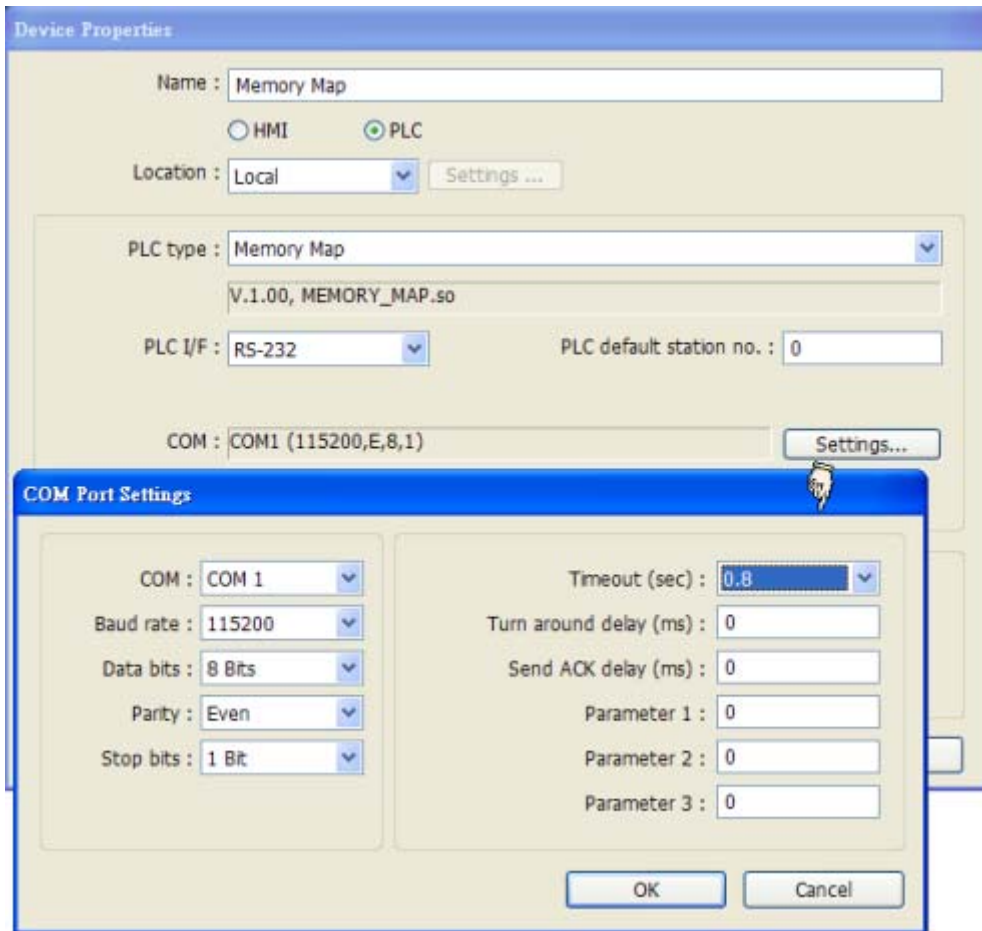 Device Properties
Name : Memory Map
HMI PLC
Location : Local Settings ...
PLC type : Memory Map
V.1.00, MEMORY_MAP.so
PLC I/F : RS-232 PLC default station no. : 0
COM : COM1 (115200,E,8,1) Settings...
COM Port Settings
COM : COM 1 Timeout (sec) : 0.8
Baud rate : 115200 Turn around delay (ms) : 0
Data bits : 8 Bits Send ACK delay (ms) : 0
Parity : Even Parameter 1 : 0
Stop bits : 1 Bit Parameter 2 : 0
Parameter 3 : 0
OK Cancel